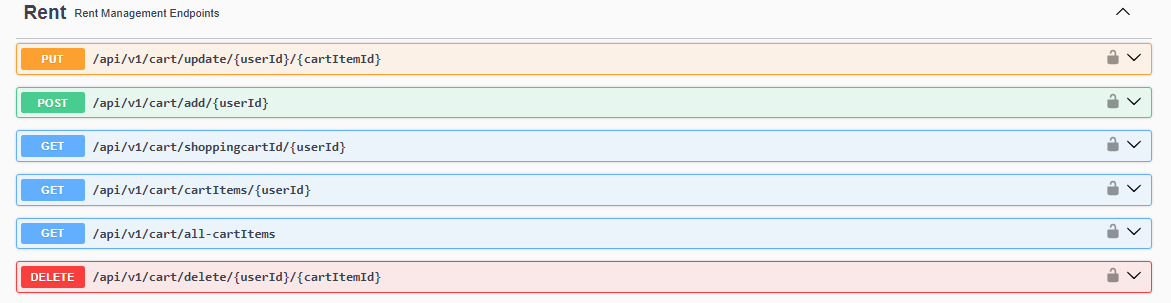 Rent Rent Management Endpoints
PUT /api/v1/cart/update/{userId}/{cartItemId}
POST /api/v1/cart/add/{userId}
GET /api/v1/cart/shoppingcartId/{userId}
GET /api/v1/cart/cartItems/{userId}
GET /api/v1/cart/all-cartItems
DELETE /api/v1/cart/delete/{userId}/{cartItemId}